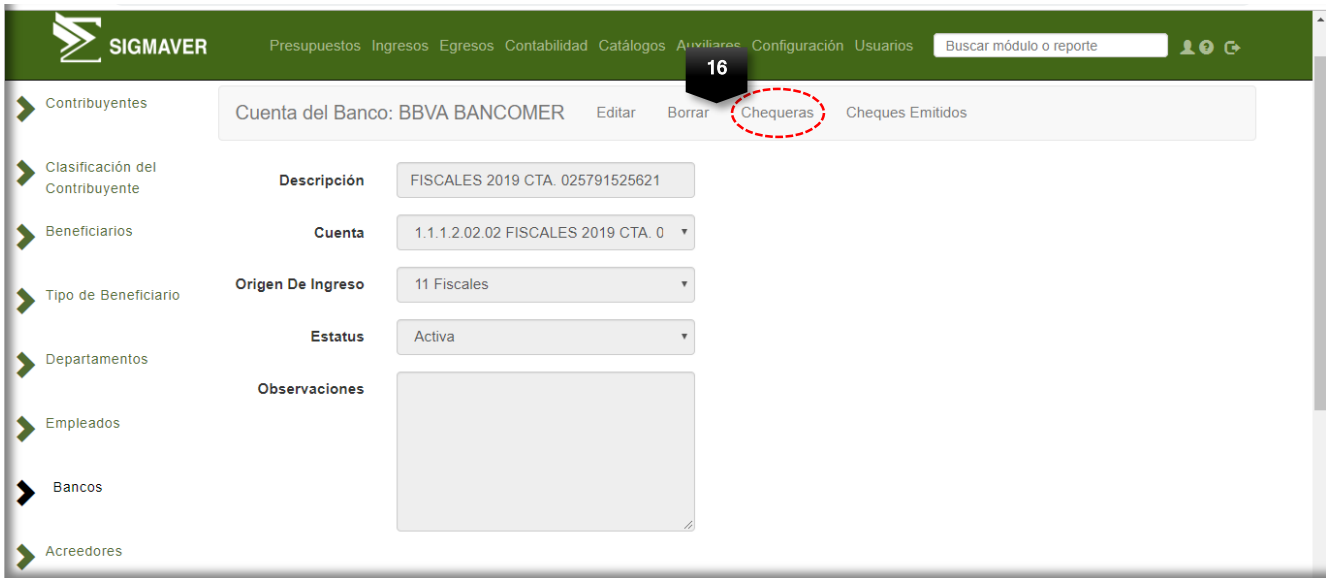 SIGMAVER
Presupuestos Ingresos Egresos Contabilidad Catálogos Auxiliares Configuración Usuarios
Buscar módulo o reporte
16
Cuenta del Banco: BBVA BANCOMER Editar Borrar Chequeras Cheques Emitidos
Contribuyentes
Clasificación del
Contribuyente
Beneficiarios
Tipo de Beneficiario
Departamentos
Empleados
Bancos
Acreedores
Descripción FISCALES 2019 CTA. 025791525621
Cuenta 1.1.1.2.02.02 FISCALES 2019 CTA. 0
Origen De Ingreso 11 Fiscales
Estatus Activa
Observaciones